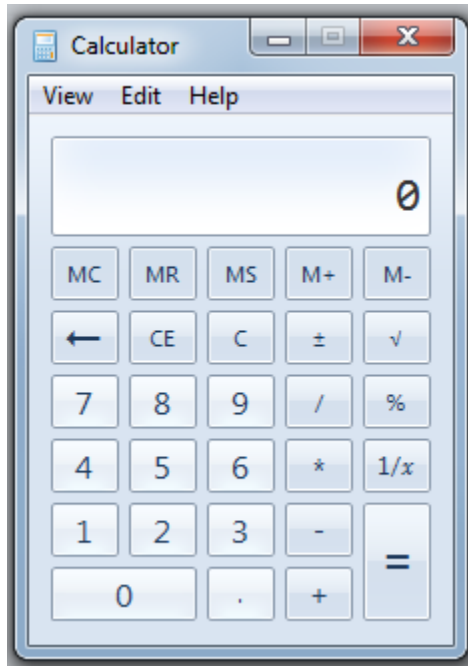 Calculator
View Edit Help
0
MC MR MS M+ M-
← CE C ± √
7 8 9 / %
4 5 6 * 1/x
1 2 3 - =
0 . +